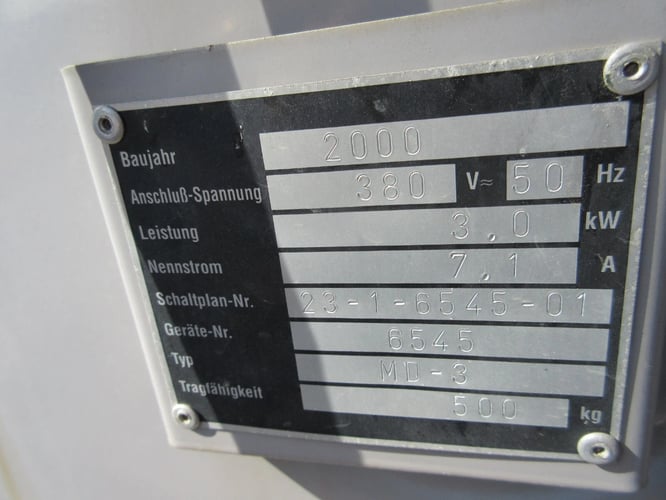 Baujahr 2000
Anschluß-Spannung 380 V≂ 50 Hz
Leistung 3,0 kW
Nennstrom 7,1 A
Schaltplan-Nr. 23-1-6545-01
Geräte-Nr. 6545
Typ MD-3
Tragfähigkeit 500 kg